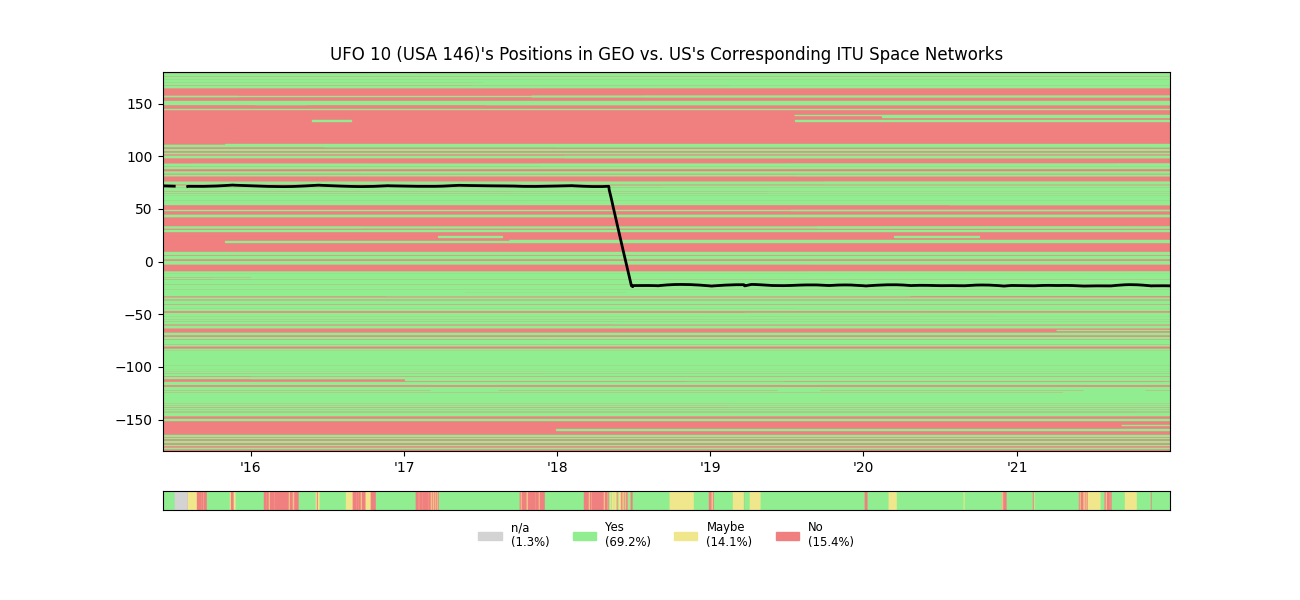 UFO 10 (USA 146)'s Positions in GEO vs. US's Corresponding ITU Space Networks
150
100
50
0
−50
−100
−150
'16 '17 '18 '19 '20 '21
n/a (1.3%)
Yes (69.2%)
Maybe (14.1%)
No (15.4%)